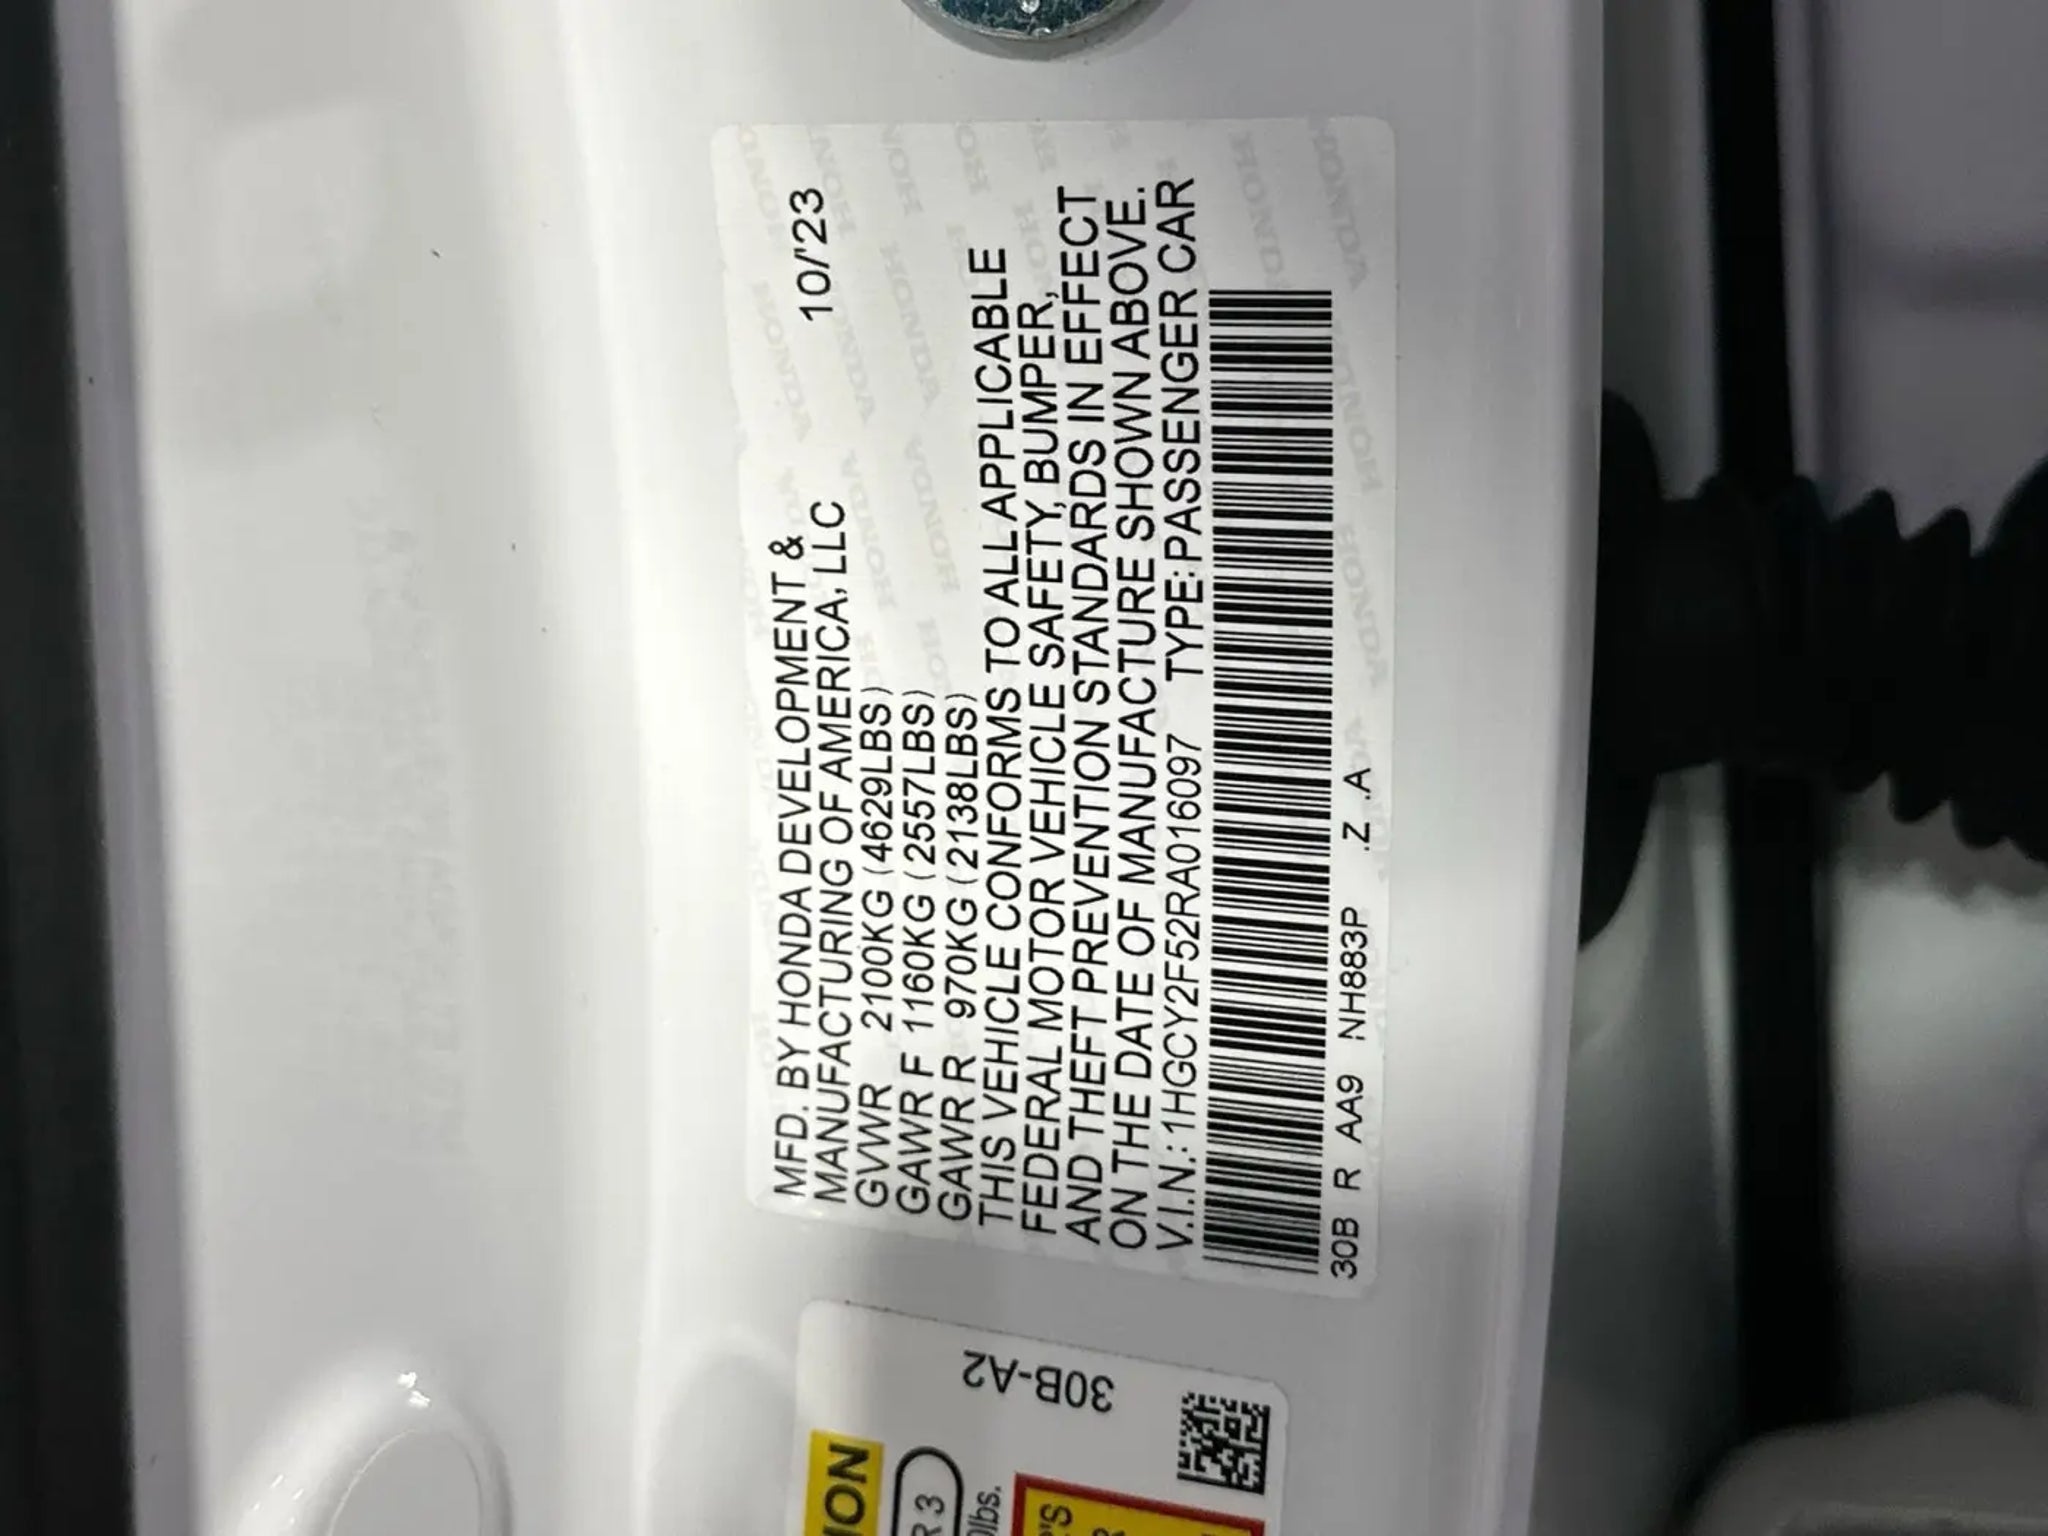 MFD. BY HONDA DEVELOPMENT &
MANUFACTURING OF AMERICA, LLC 10/'23
GVWR 2100KG (4629LBS)
GAWR F 1160KG (2557LBS)
GAWR R 970KG (2138LBS)
THIS VEHICLE CONFORMS TO ALL APPLICABLE
FEDERAL MOTOR VEHICLE SAFETY, BUMPER,
AND THEFT PREVENTION STANDARDS IN EFFECT
ON THE DATE OF MANUFACTURE SHOWN ABOVE.
V.I.N.: 1HGCY2F52RA016097 TYPE: PASSENGER CAR
30B R AA9 NH883P .Z .A
30B-A2